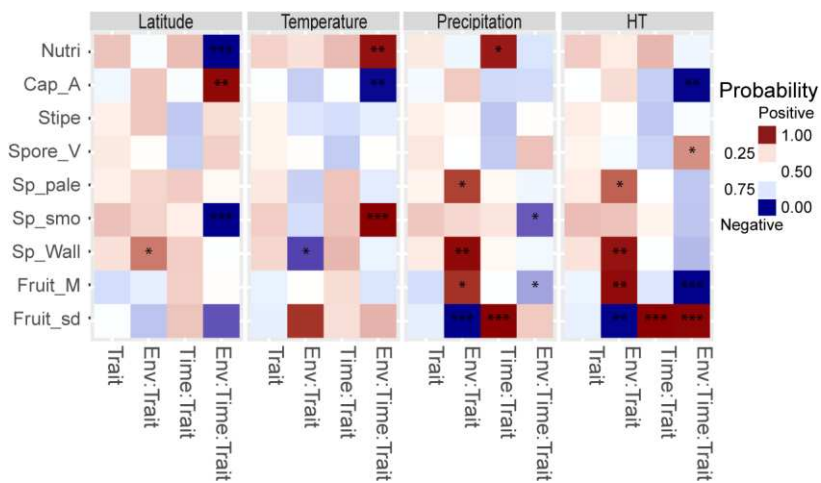 Latitude Temperature Precipitation HT
Nutri *** ** * 
Cap_A ** ** **
Stipe
Spore_V *
Sp_pale * *
Sp_smo *** *** *
Sp_Wall * * ** **
Fruit_M * * ** ***
Fruit_sd *** *** ** *** ***
Trait Env:Trait Time:Trait Env:Time:Trait Trait Env:Trait Time:Trait Env:Time:Trait Trait Env:Trait Time:Trait Env:Time:Trait Trait Env:Trait Time:Trait Env:Time:Trait
Probability
Positive
1.00
0.25
0.50
0.75
0.00
Negative